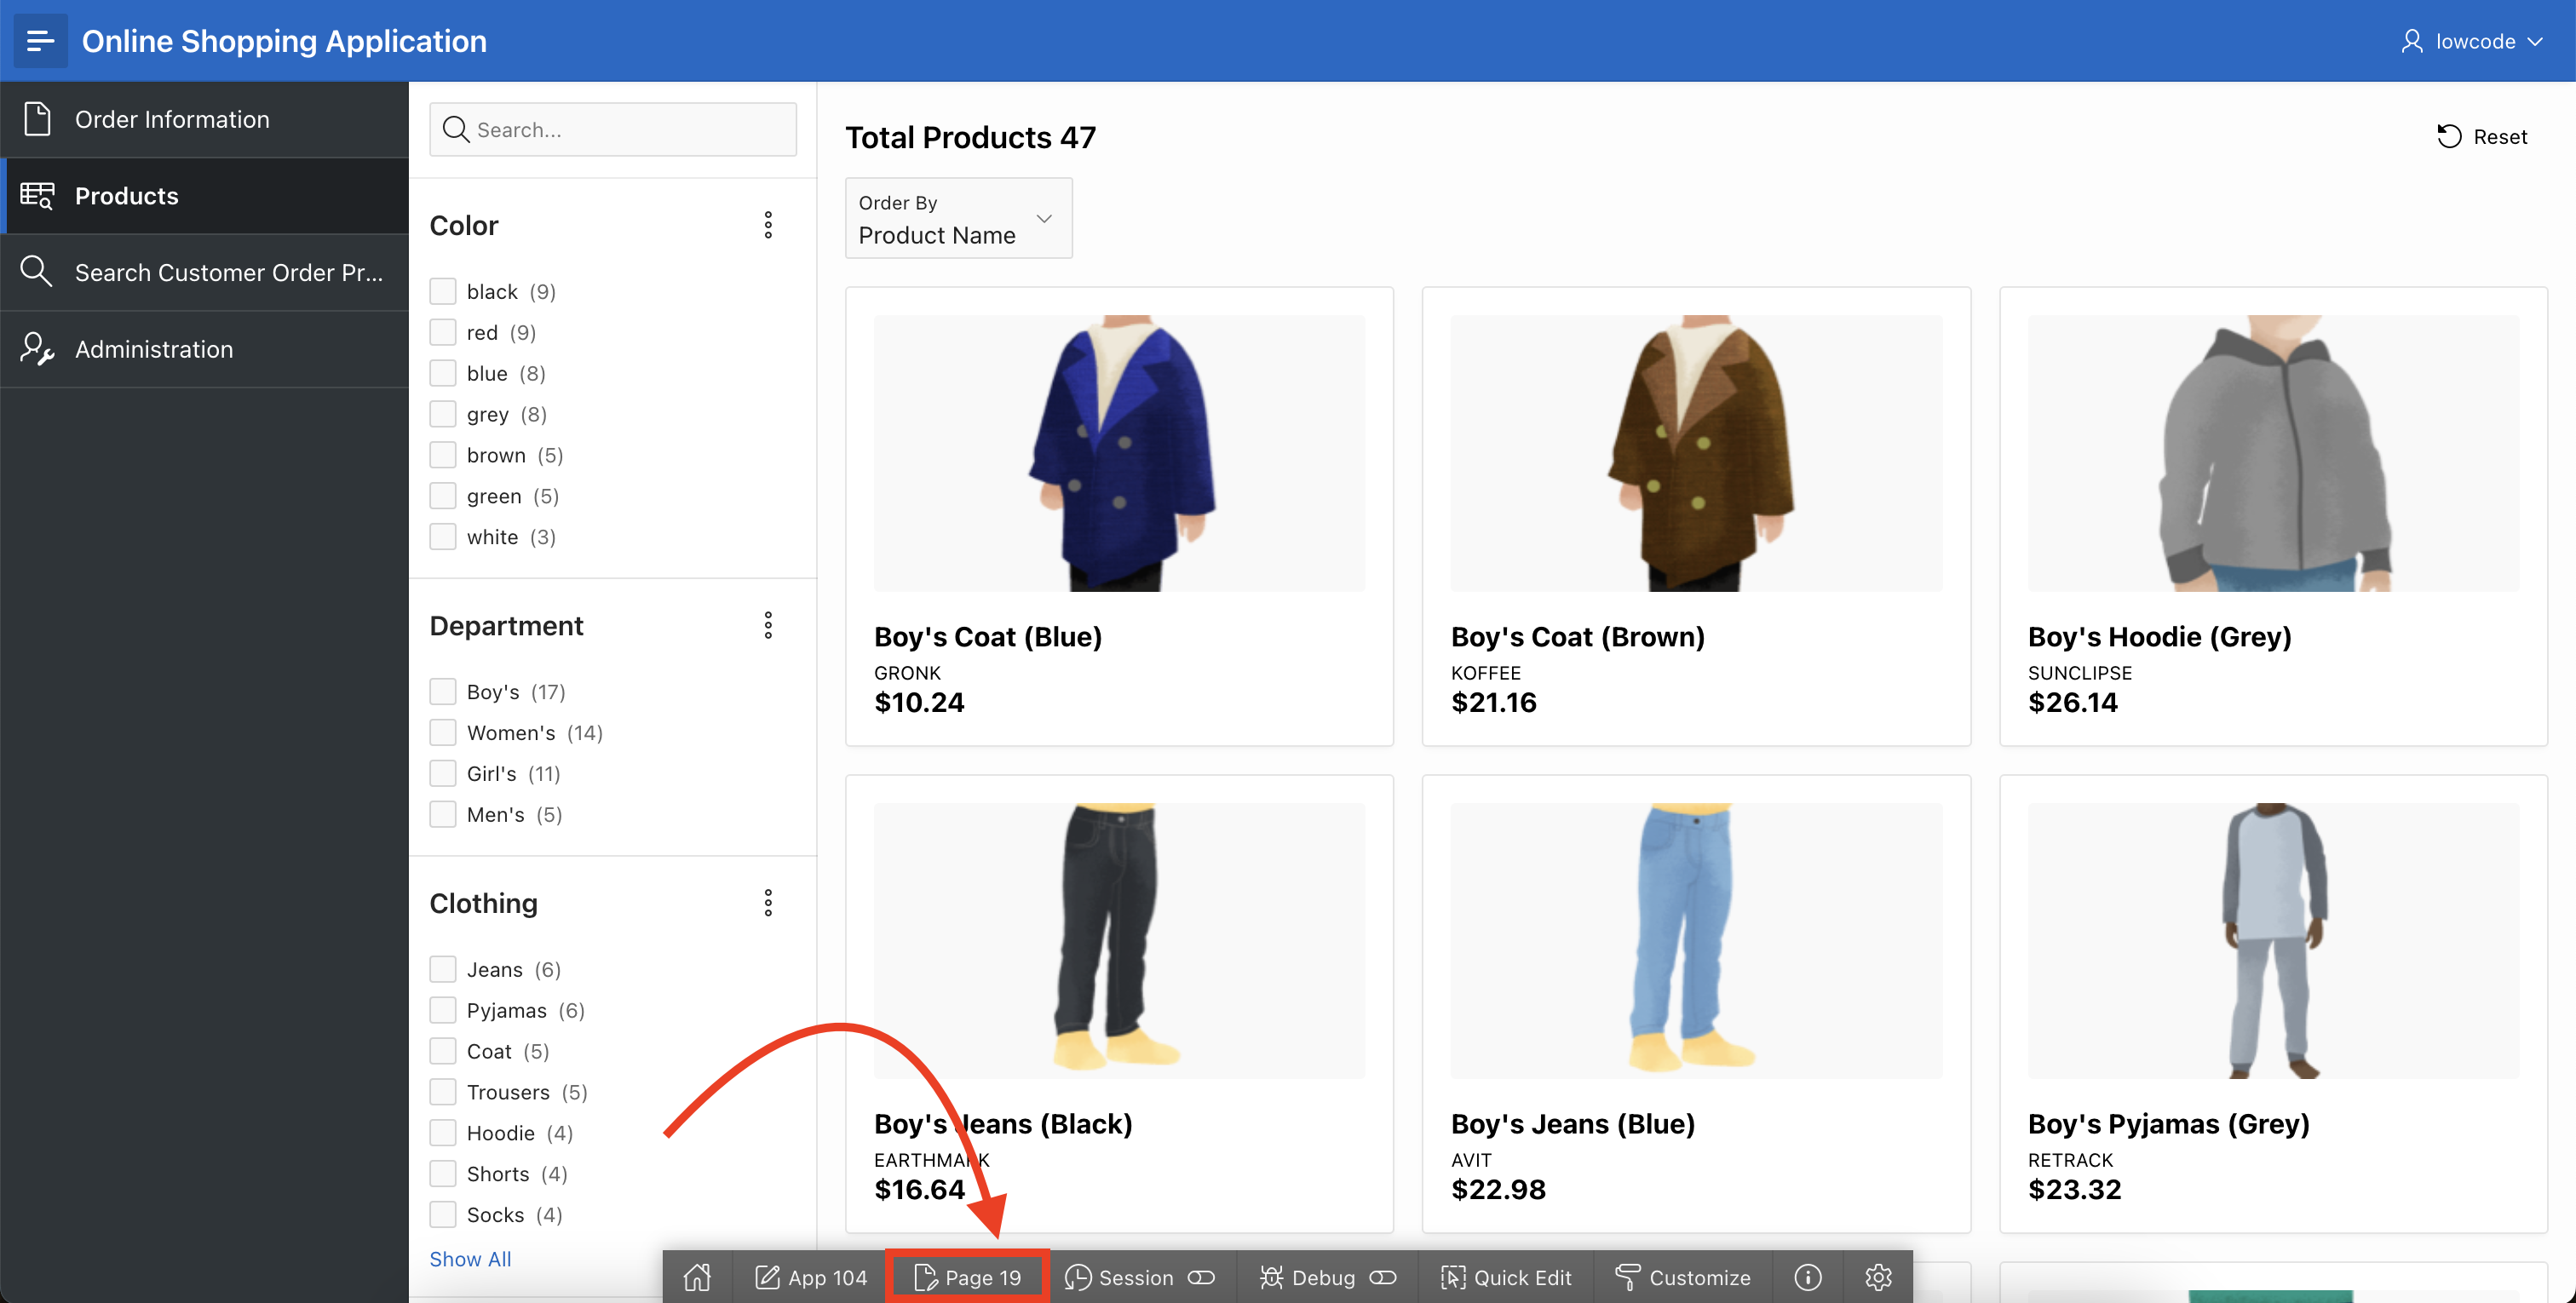 Online Shopping Application
lowcode
Order Information
Products
Search Customer Order Pr...
Administration
Search...
Color
black (9)
red (9)
blue (8)
grey (8)
brown (5)
green (5)
white (3)
Department
Boy's (17)
Women's (14)
Girl's (11)
Men's (5)
Clothing
Jeans (6)
Pyjamas (6)
Coat (5)
Trousers (5)
Hoodie (4)
Shorts (4)
Socks (4)
Show All
Total Products 47
Reset
Order By
Product Name
Boy's Coat (Blue)
GRONK
$10.24
Boy's Coat (Brown)
KOFFEE
$21.16
Boy's Hoodie (Grey)
SUNCLIPSE
$26.14
Boy's Jeans (Black)
EARTHMARK
$16.64
Boy's Jeans (Blue)
AVIT
$22.98
Boy's Pyjamas (Grey)
RETRACK
$23.32
App 104
Page 19
Session
Debug
Quick Edit
Customize